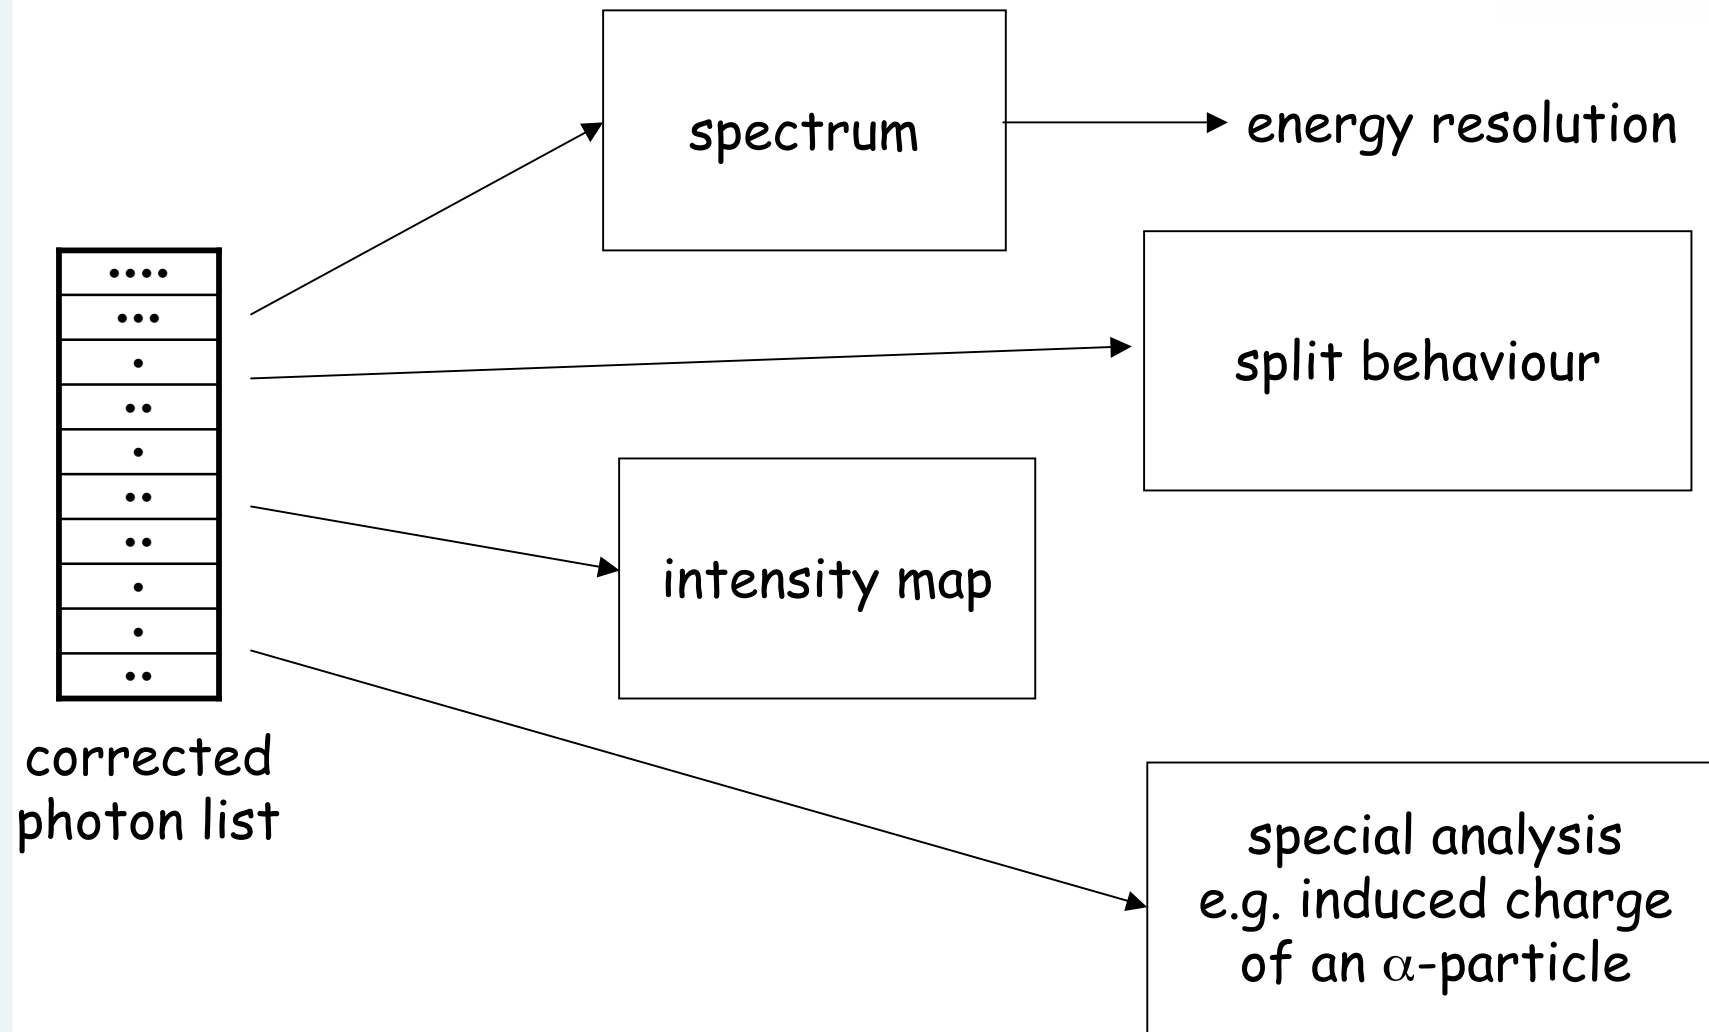 spectrum
energy resolution
split behaviour
intensity map
corrected
photon list
special analysis
e.g. induced charge
of an α-particle